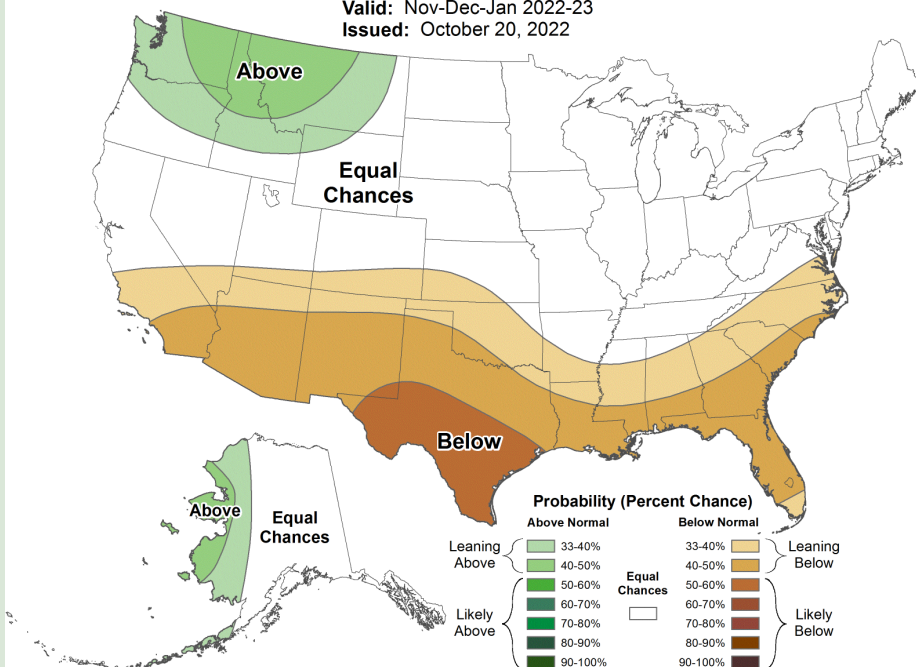 Valid: Nov-Dec-Jan 2022-23
Issued: October 20, 2022
Above
Equal
Chances
Below
Above
Equal
Chances
Probability (Percent Chance)
Above Normal
Below Normal
Leaning
Above
33-40%
40-50%
Likely
Above
50-60%
60-70%
70-80%
80-90%
90-100%
Equal
Chances
33-40%
40-50%
Leaning
Below
50-60%
60-70%
70-80%
80-90%
90-100%
Likely
Below